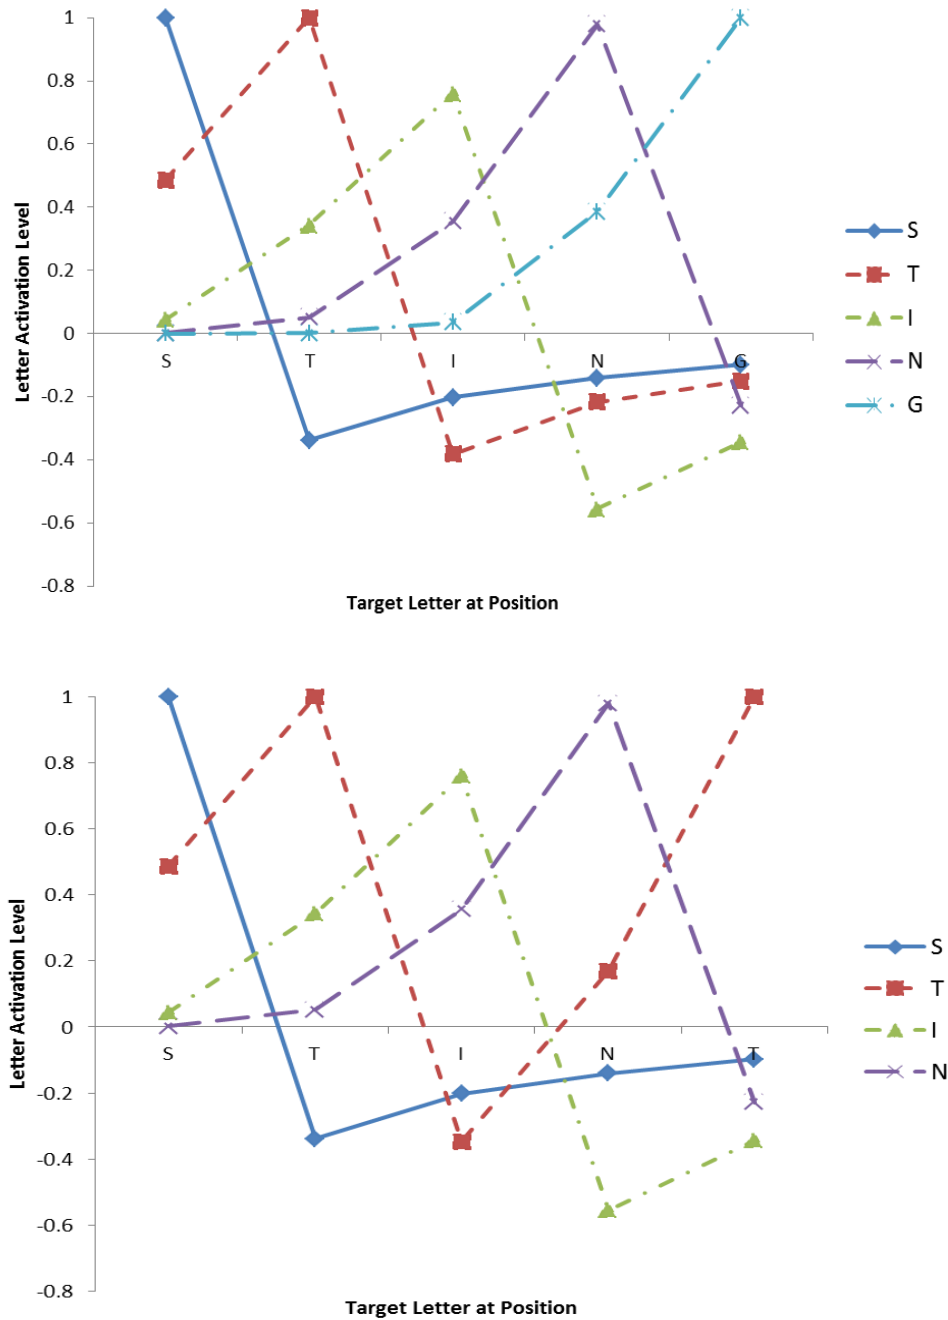 1
0.8
0.6
0.4
0.2
0
-0.2
-0.4
-0.6
-0.8
Letter Activation Level
S T I N G
Target Letter at Position
S
T
I
N
G
1
0.8
0.6
0.4
0.2
0
-0.2
-0.4
-0.6
-0.8
Letter Activation Level
S T I N T
Target Letter at Position
S
T
I
N